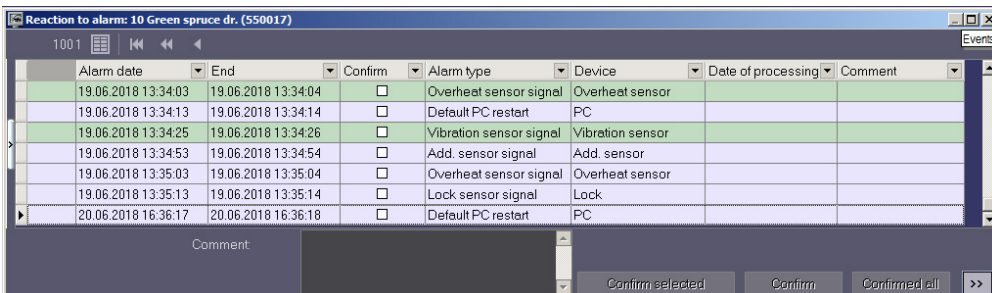 Reaction to alarm: 10 Green spruce dr. (550017)
1001
Events
Alarm date End Confirm Alarm type Device Date of processing Comment
19.06.2018 13:34:03 19.06.2018 13:34:04 Overheat sensor signal Overheat sensor
19.06.2018 13:34:13 19.06.2018 13:34:14 Default PC restart PC
19.06.2018 13:34:25 19.06.2018 13:34:26 Vibration sensor signal Vibration sensor
19.06.2018 13:34:53 19.06.2018 13:34:54 Add. sensor signal Add. sensor
19.06.2018 13:35:03 19.06.2018 13:35:04 Overheat sensor signal Overheat sensor
19.06.2018 13:35:13 19.06.2018 13:35:14 Lock sensor signal Lock
20.06.2018 16:36:17 20.06.2018 16:36:18 Default PC restart PC
Comment:
Confirm selected Confirm Confirmed all >>